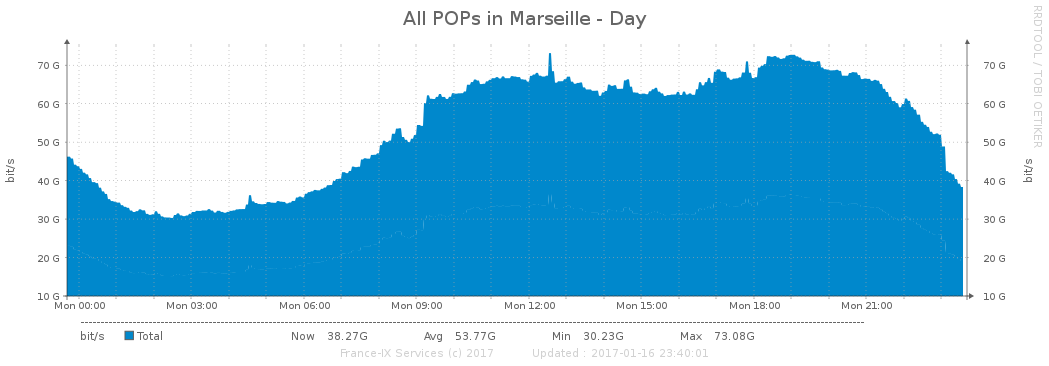 All POPs in Marseille - Day
RRDTOOL / TOBI OETIKER
bit/s
70 G 70 G
60 G 60 G
50 G 50 G
40 G 40 G
30 G 30 G
20 G 20 G
10 G 10 G
bit/s
Mon 00:00 Mon 03:00 Mon 06:00 Mon 09:00 Mon 12:00 Mon 15:00 Mon 18:00 Mon 21:00
bit/s Total Now 38.27G Avg 53.77G Min 30.23G Max 73.08G
France-IX Services (c) 2017 Updated : 2017-01-16 23:40:01